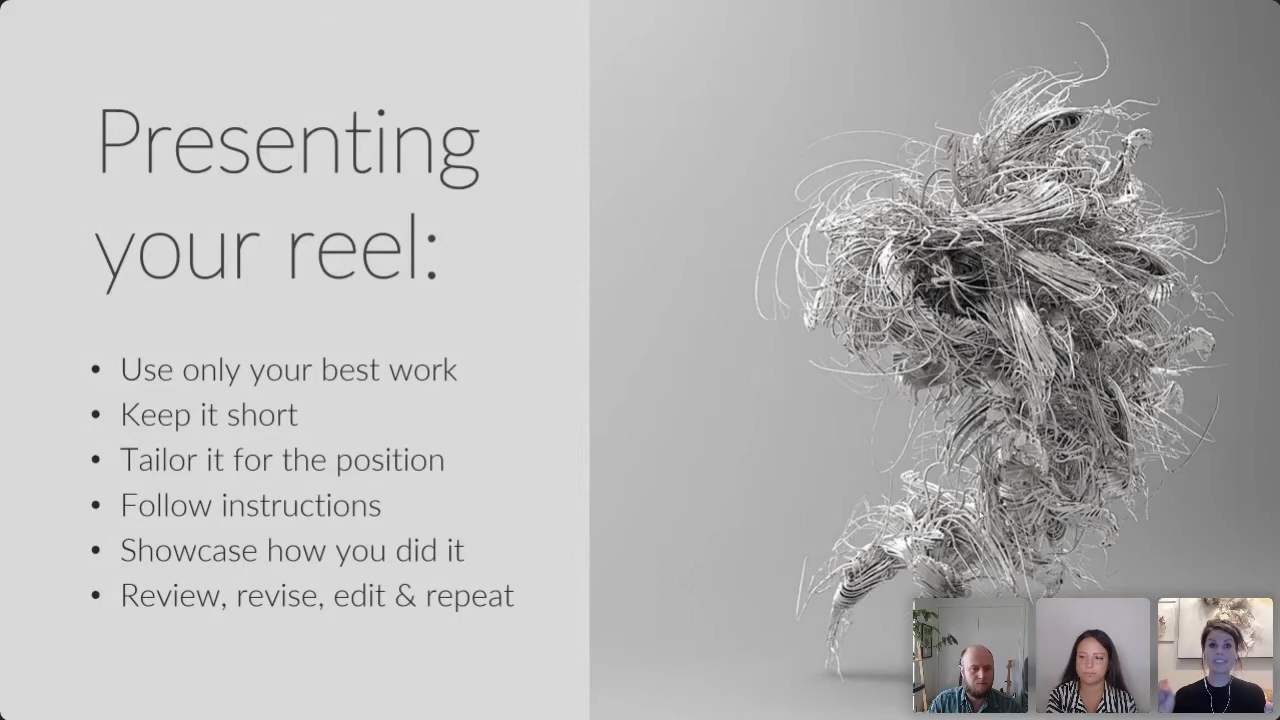 Presenting
your reel:
• Use only your best work
• Keep it short
• Tailor it for the position
• Follow instructions
• Showcase how you did it
• Review, revise, edit & repeat